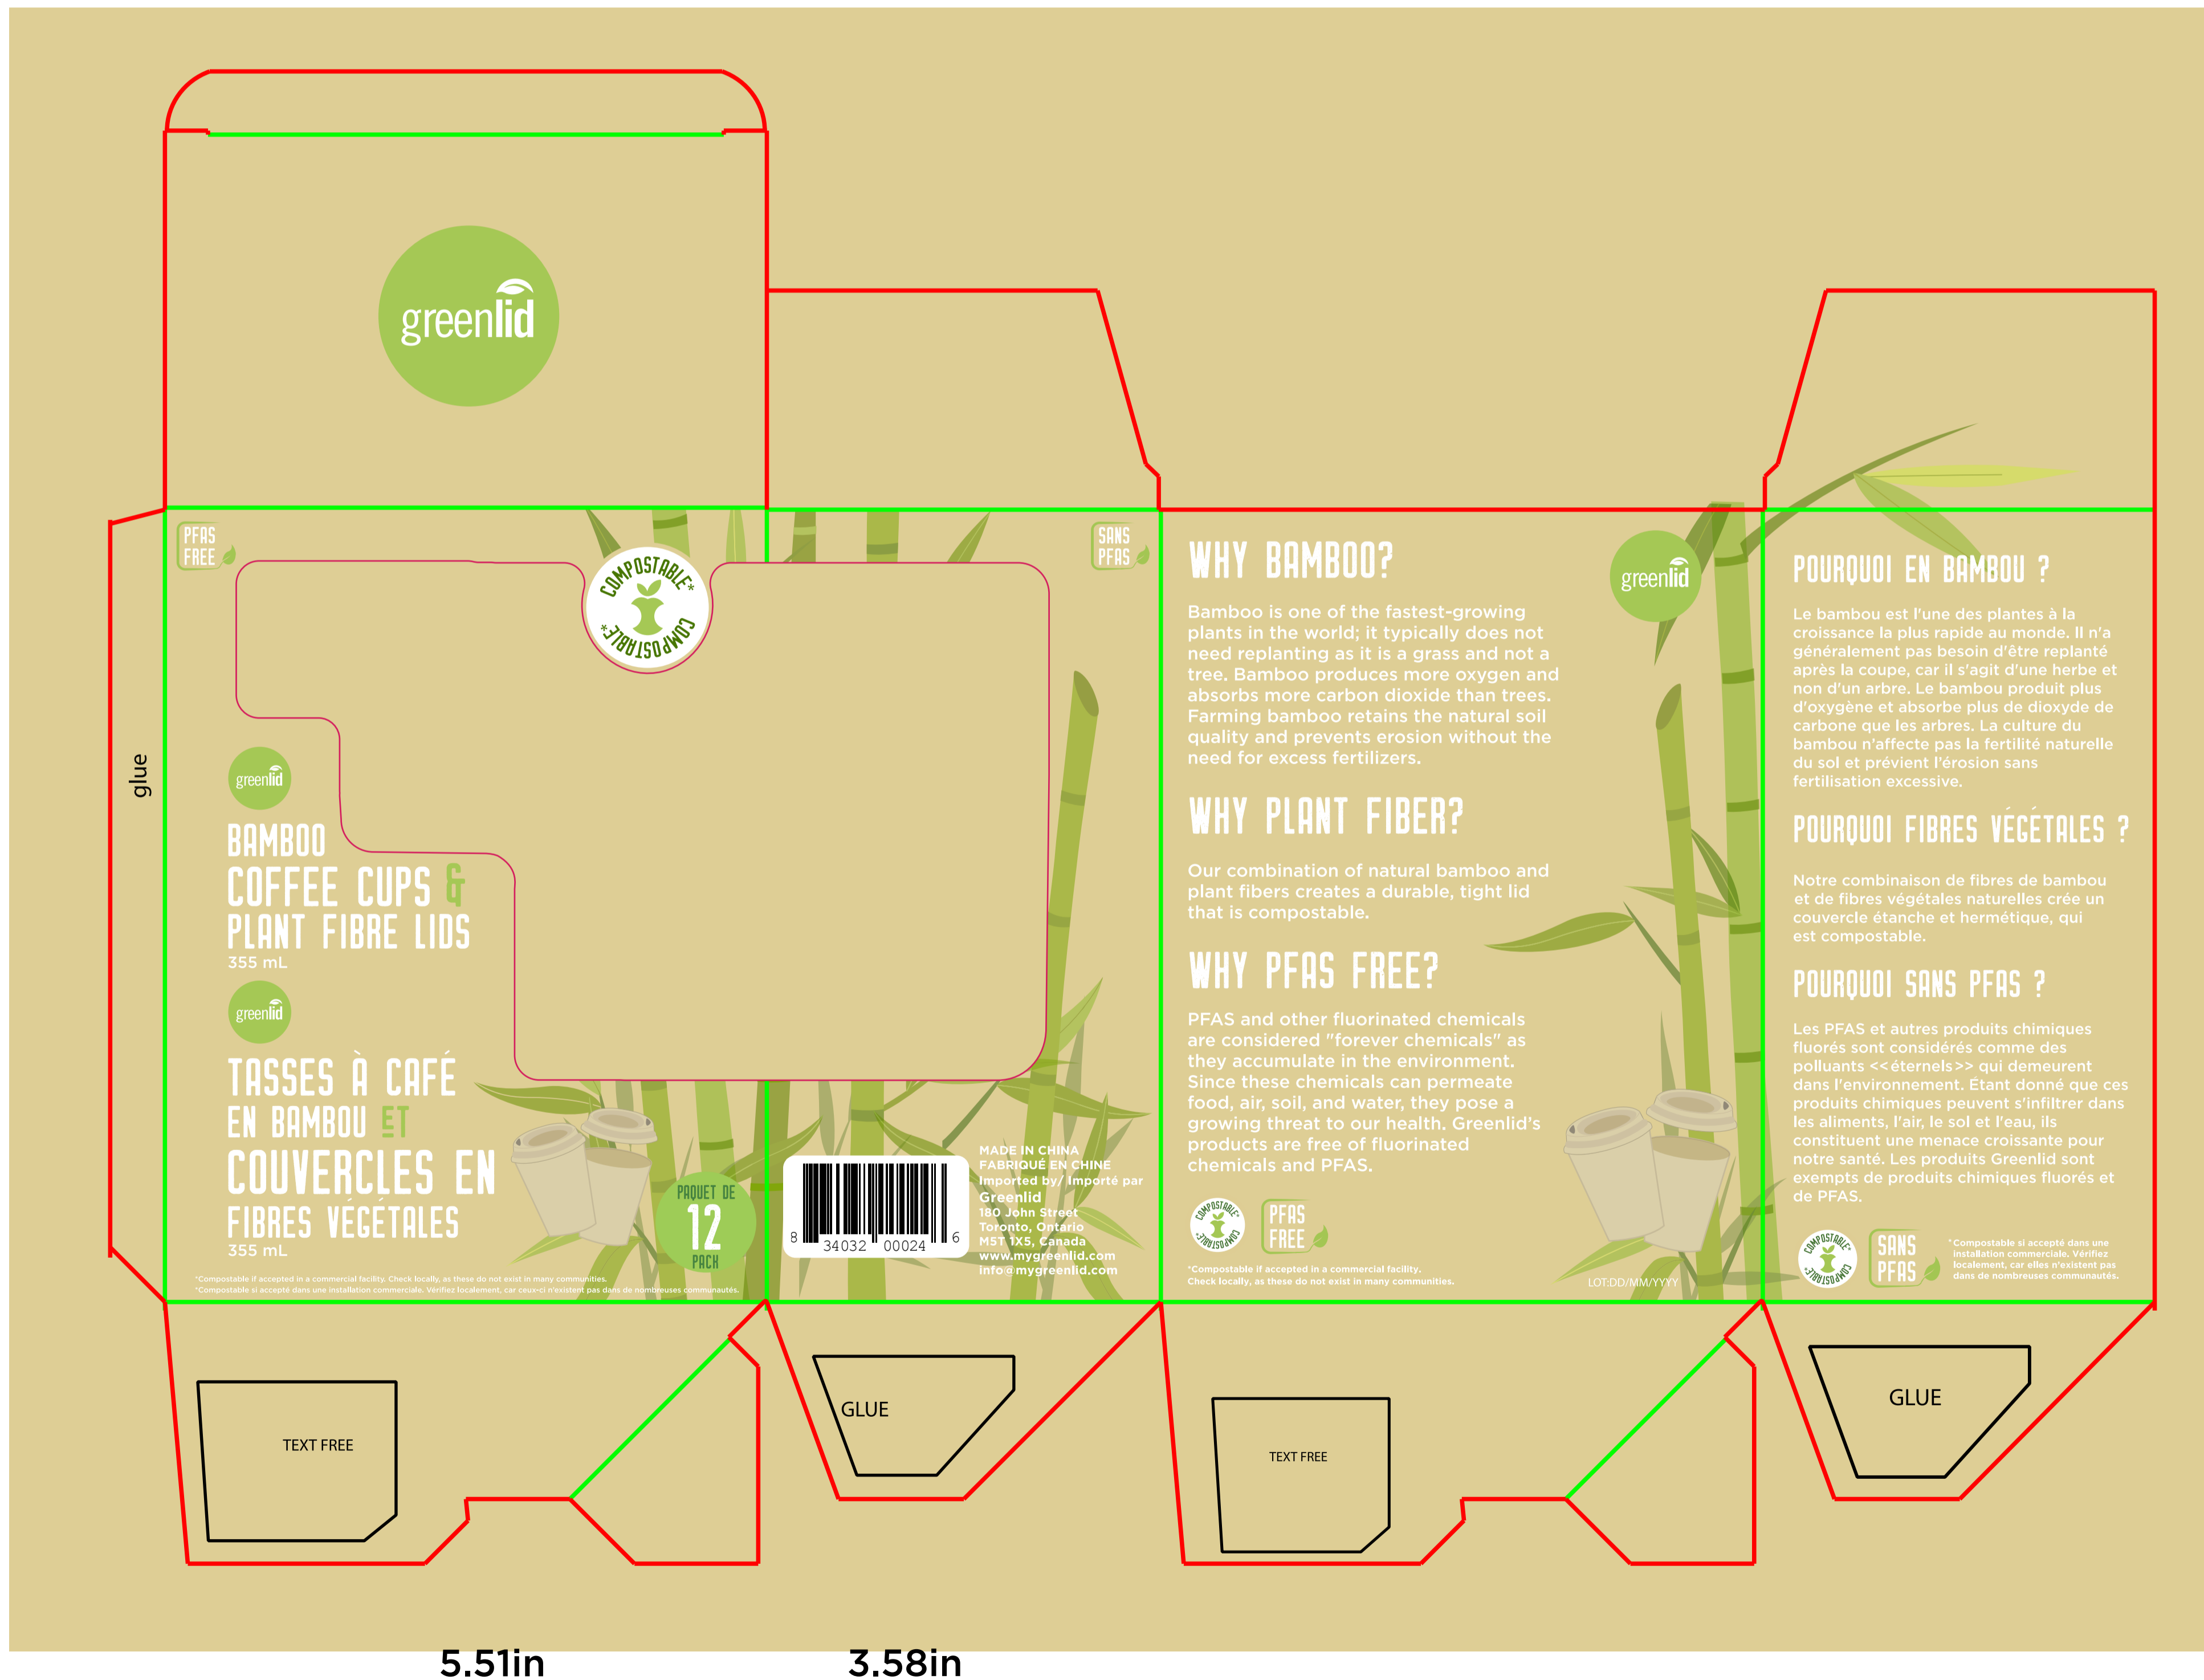 greenlid
glue
PFAS
FREE
COMPOSTABLE*
COMPOSTABLE*
greenlid
BAMBOO
COFFEE CUPS &
PLANT FIBRE LIDS
355 mL
greenlid
TASSES À CAFÉ
EN BAMBOU ET
COUVERCLES EN
FIBRES VÉGÉTALES
355 mL
PAQUET DE
12
PACK
*Compostable if accepted in a commercial facility. Check locally, as these do not exist in many communities.
*Compostable si accepté dans une installation commerciale. Vérifiez localement, car ceux-ci n'existent pas dans de nombreuses communautés.
SANS
PFAS
8 34032 00024 6
MADE IN CHINA
FABRIQUÉ EN CHINE
Imported by/ Importé par
Greenlid
180 John Street
Toronto, Ontario
M5T 1X5, Canada
www.mygreenlid.com
info@mygreenlid.com
WHY BAMBOO?
greenlid
Bamboo is one of the fastest-growing
plants in the world; it typically does not
need replanting as it is a grass and not a
tree. Bamboo produces more oxygen and
absorbs more carbon dioxide than trees.
Farming bamboo retains the natural soil
quality and prevents erosion without the
need for excess fertilizers.
WHY PLANT FIBER?
Our combination of natural bamboo and
plant fibers creates a durable, tight lid
that is compostable.
WHY PFAS FREE?
PFAS and other fluorinated chemicals
are considered "forever chemicals" as
they accumulate in the environment.
Since these chemicals can permeate
food, air, soil, and water, they pose a
growing threat to our health. Greenlid's
products are free of fluorinated
chemicals and PFAS.
COMPOSTABLE*
COMPOSTABLE*
PFAS
FREE
*Compostable if accepted in a commercial facility.
Check locally, as these do not exist in many communities.
LOT:DD/MM/YYYY
POURQUOI EN BAMBOU ?
Le bambou est l'une des plantes à la
croissance la plus rapide au monde. Il n'a
généralement pas besoin d'être replanté
après la coupe, car il s'agit d'une herbe et
non d'un arbre. Le bambou produit plus
d'oxygène et absorbe plus de dioxyde de
carbone que les arbres. La culture du
bambou n'affecte pas la fertilité naturelle
du sol et prévient l'érosion sans
fertilisation excessive.
POURQUOI FIBRES VÉGÉTALES ?
Notre combinaison de fibres de bambou
et de fibres végétales naturelles crée un
couvercle étanche et hermétique, qui
est compostable.
POURQUOI SANS PFAS ?
Les PFAS et autres produits chimiques
fluorés sont considérés comme des
polluants <<éternels>> qui demeurent
dans l'environnement. Étant donné que ces
produits chimiques peuvent s'infiltrer dans
les aliments, l'air, le sol et l'eau, ils
constituent une menace croissante pour
notre santé. Les produits Greenlid sont
exempts de produits chimiques fluorés et
de PFAS.
COMPOSTABLE*
COMPOSTABLE*
SANS
PFAS
*Compostable si accepté dans une
installation commerciale. Vérifiez
localement, car elles n'existent pas
dans de nombreuses communautés.
TEXT FREE
GLUE
TEXT FREE
GLUE
5.51in
3.58in